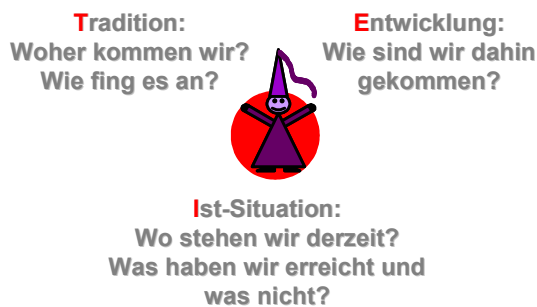 Tradition:
Woher kommen wir?
Wie fing es an?
Entwicklung:
Wie sind wir dahin
gekommen?
Ist-Situation:
Wo stehen wir derzeit?
Was haben wir erreicht und
was nicht?